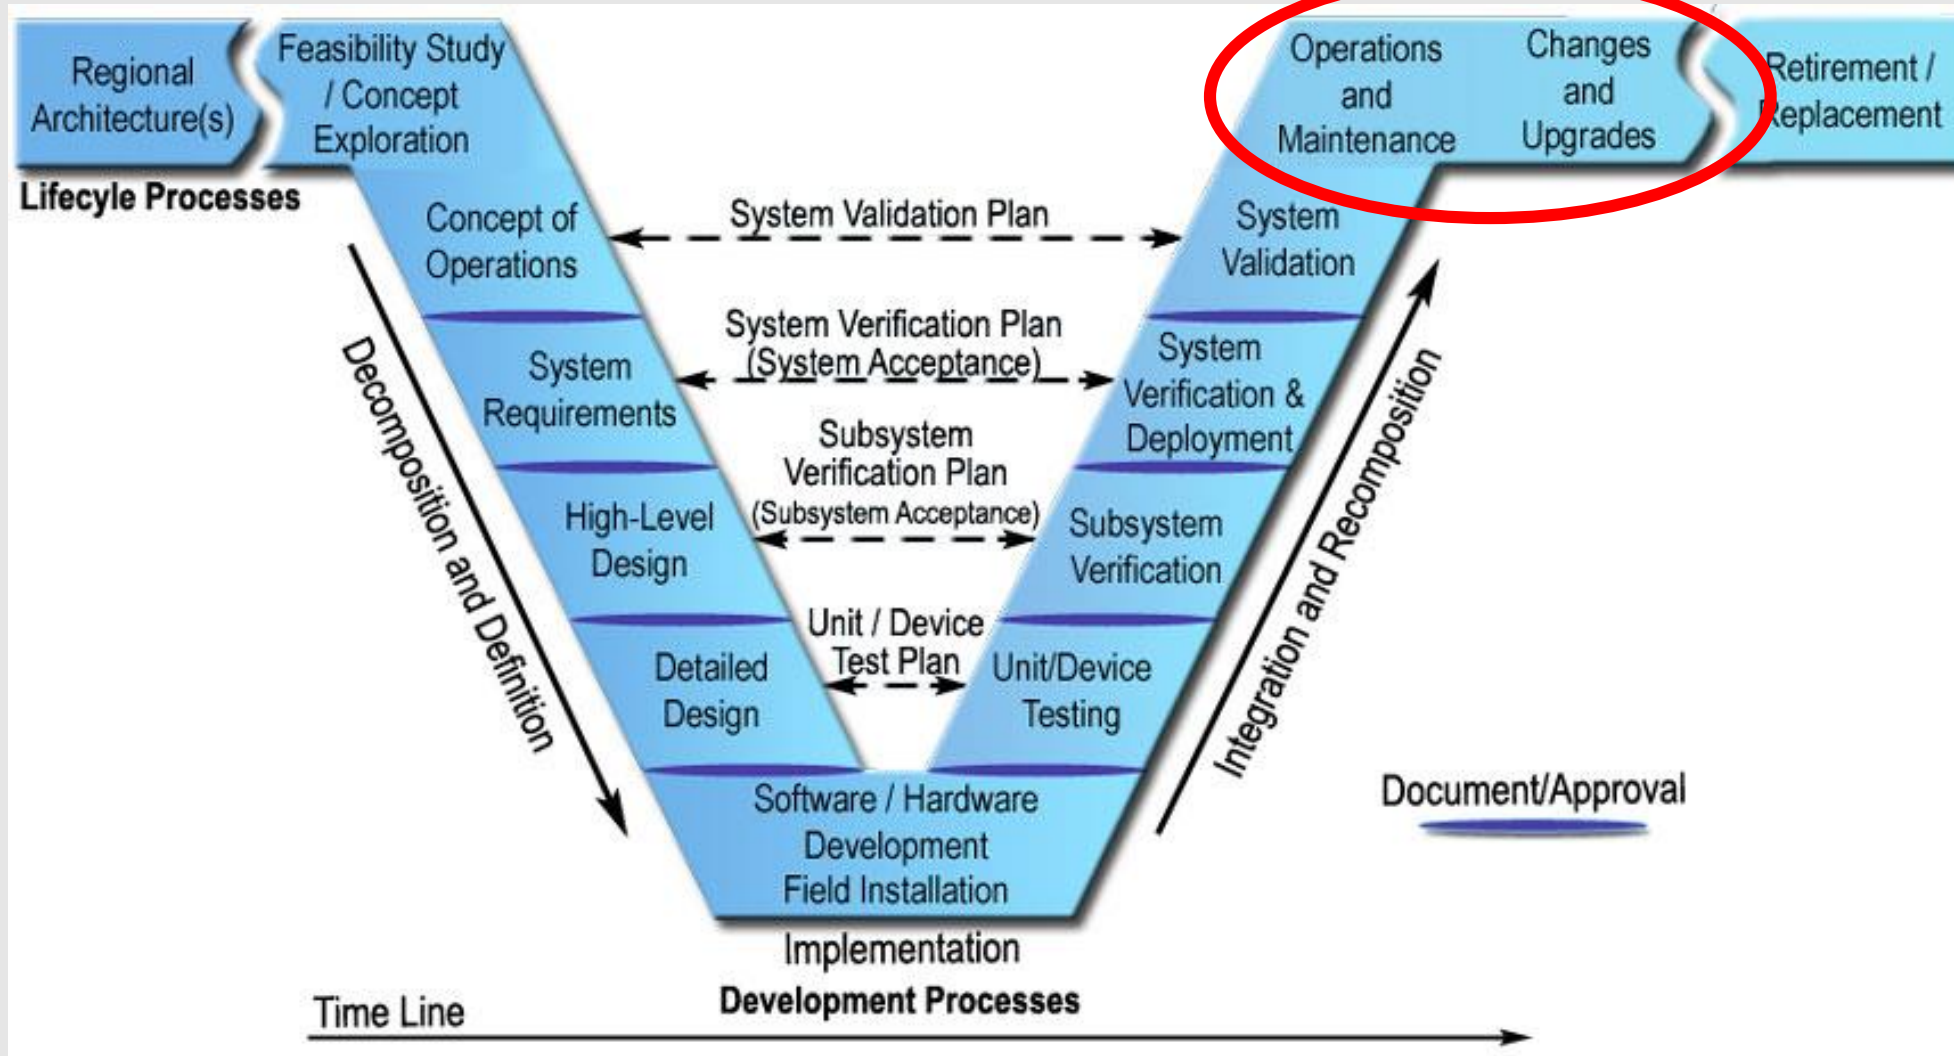 Regional
Architecture(s)
Feasibility Study
/ Concept
Exploration
Operations
and
Maintenance
Changes
and
Upgrades
Retirement /
Replacement
Lifecyle Processes
Concept of
Operations
System Validation Plan
System
Validation
System
Requirements
System Verification Plan
(System Acceptance)
System
Verification &
Deployment
High-Level
Design
Subsystem
Verification Plan
(Subsystem Acceptance)
Subsystem
Verification
Detailed
Design
Unit / Device
Test Plan
Unit/Device
Testing
Decomposition and Definition
Integration and Recomposition
Software / Hardware
Development
Field Installation
Document/Approval
Implementation
Development Processes
Time Line